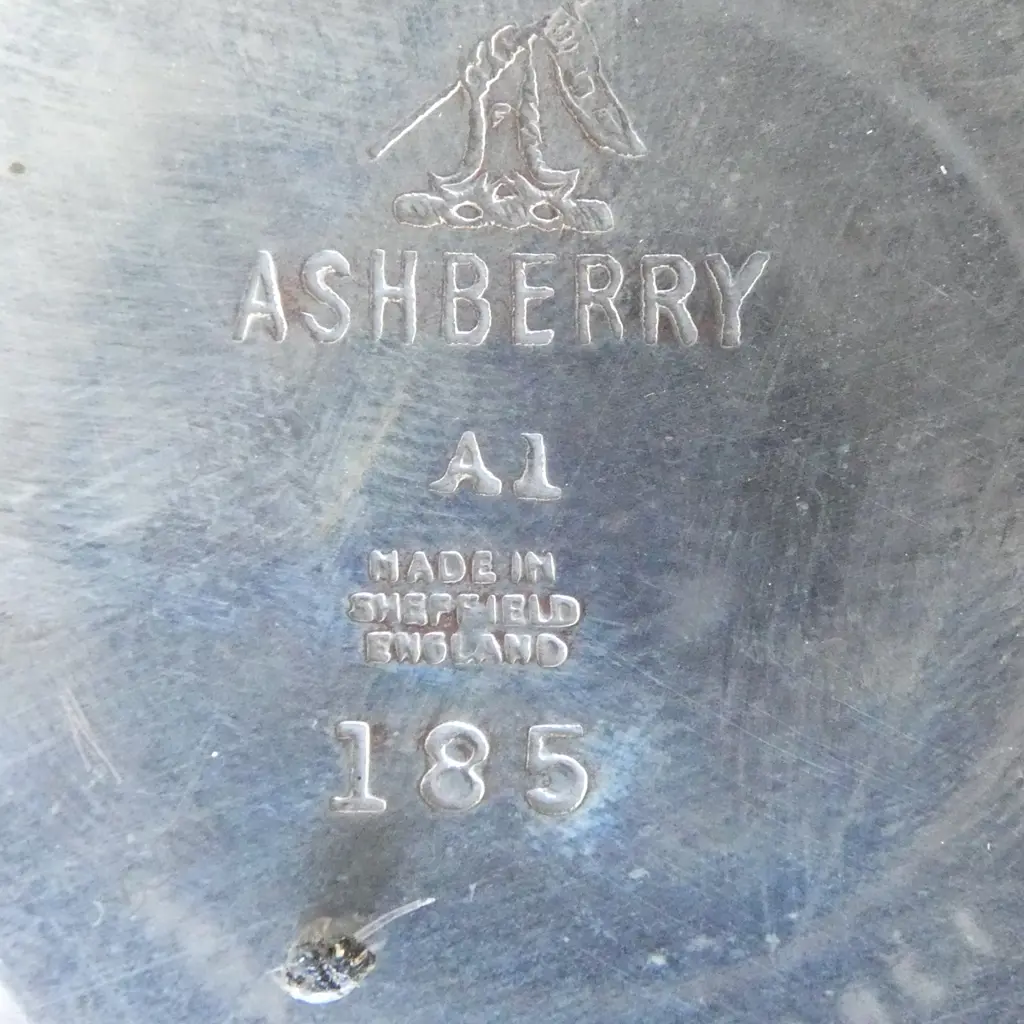 ASHBERRY
A1
MADE IN
SHEFFIELD
ENGLAND
185